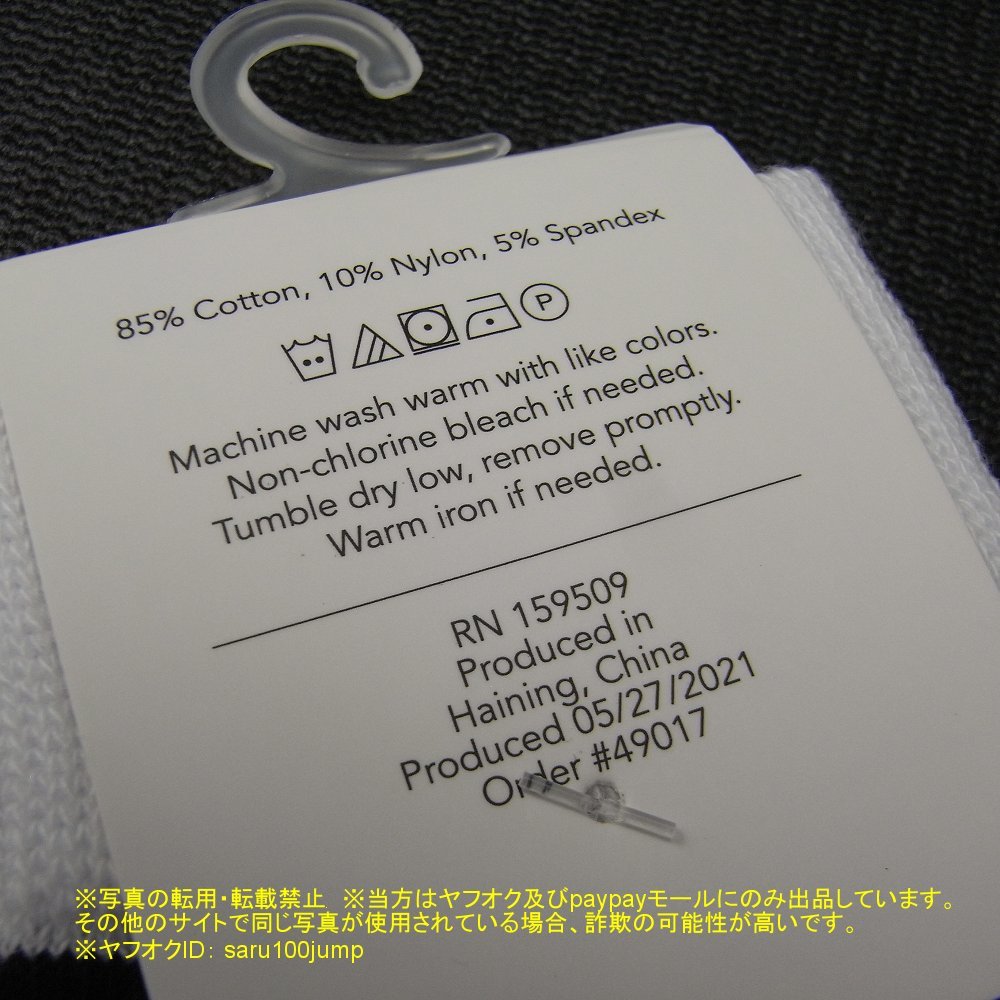 85% Cotton, 10% Nylon, 5% Spandex
P
Machine wash warm with like colors.
Non-chlorine bleach if needed.
Tumble dry low, remove promptly.
Warm iron if needed.
RN 159509
Produced in
Haining, China
Produced 05/27/2021
Order #49017
※写真の転用・転載禁止 ※当方はヤフオク及びpaypayモールにのみ出品しています。
その他のサイトで同じ写真が使用されている場合、詐欺の可能性が高いです。
※ヤフオクID: saru100jump